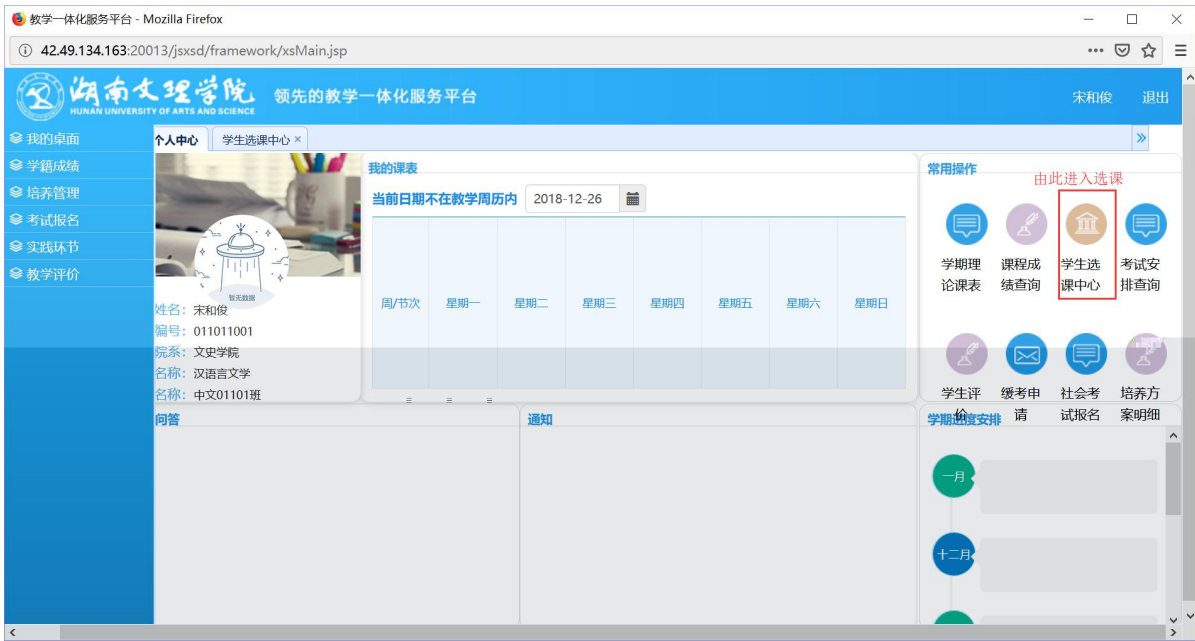 教学一体化服务平台 - Mozilla Firefox
42.49.134.163:20013/jsxsd/framework/xsMain.jsp
湖南文理学院
HUNAN UNIVERSITY OF ARTS AND SCIENCE
领先的教学一体化服务平台
宋和俊 退出
我的桌面
学籍成绩
培养管理
考试报名
实践环节
教学评价
个人中心 学生选课中心 ×
暂无数据
姓名：宋和俊
编号：011011001
院系：文史学院
名称：汉语言文学
名称：中文01101班
我的课表
当前日期不在教学周历内 2018-12-26
周/节次 星期一 星期二 星期三 星期四 星期五 星期六 星期日
常用操作
由此进入选课
学期理论课表
课程成绩查询
学生选课中心
考试安排查询
学生评价
缓考申请
社会考试报名
培养方案明细
问答
通知
学期进度安排
一月
十二月